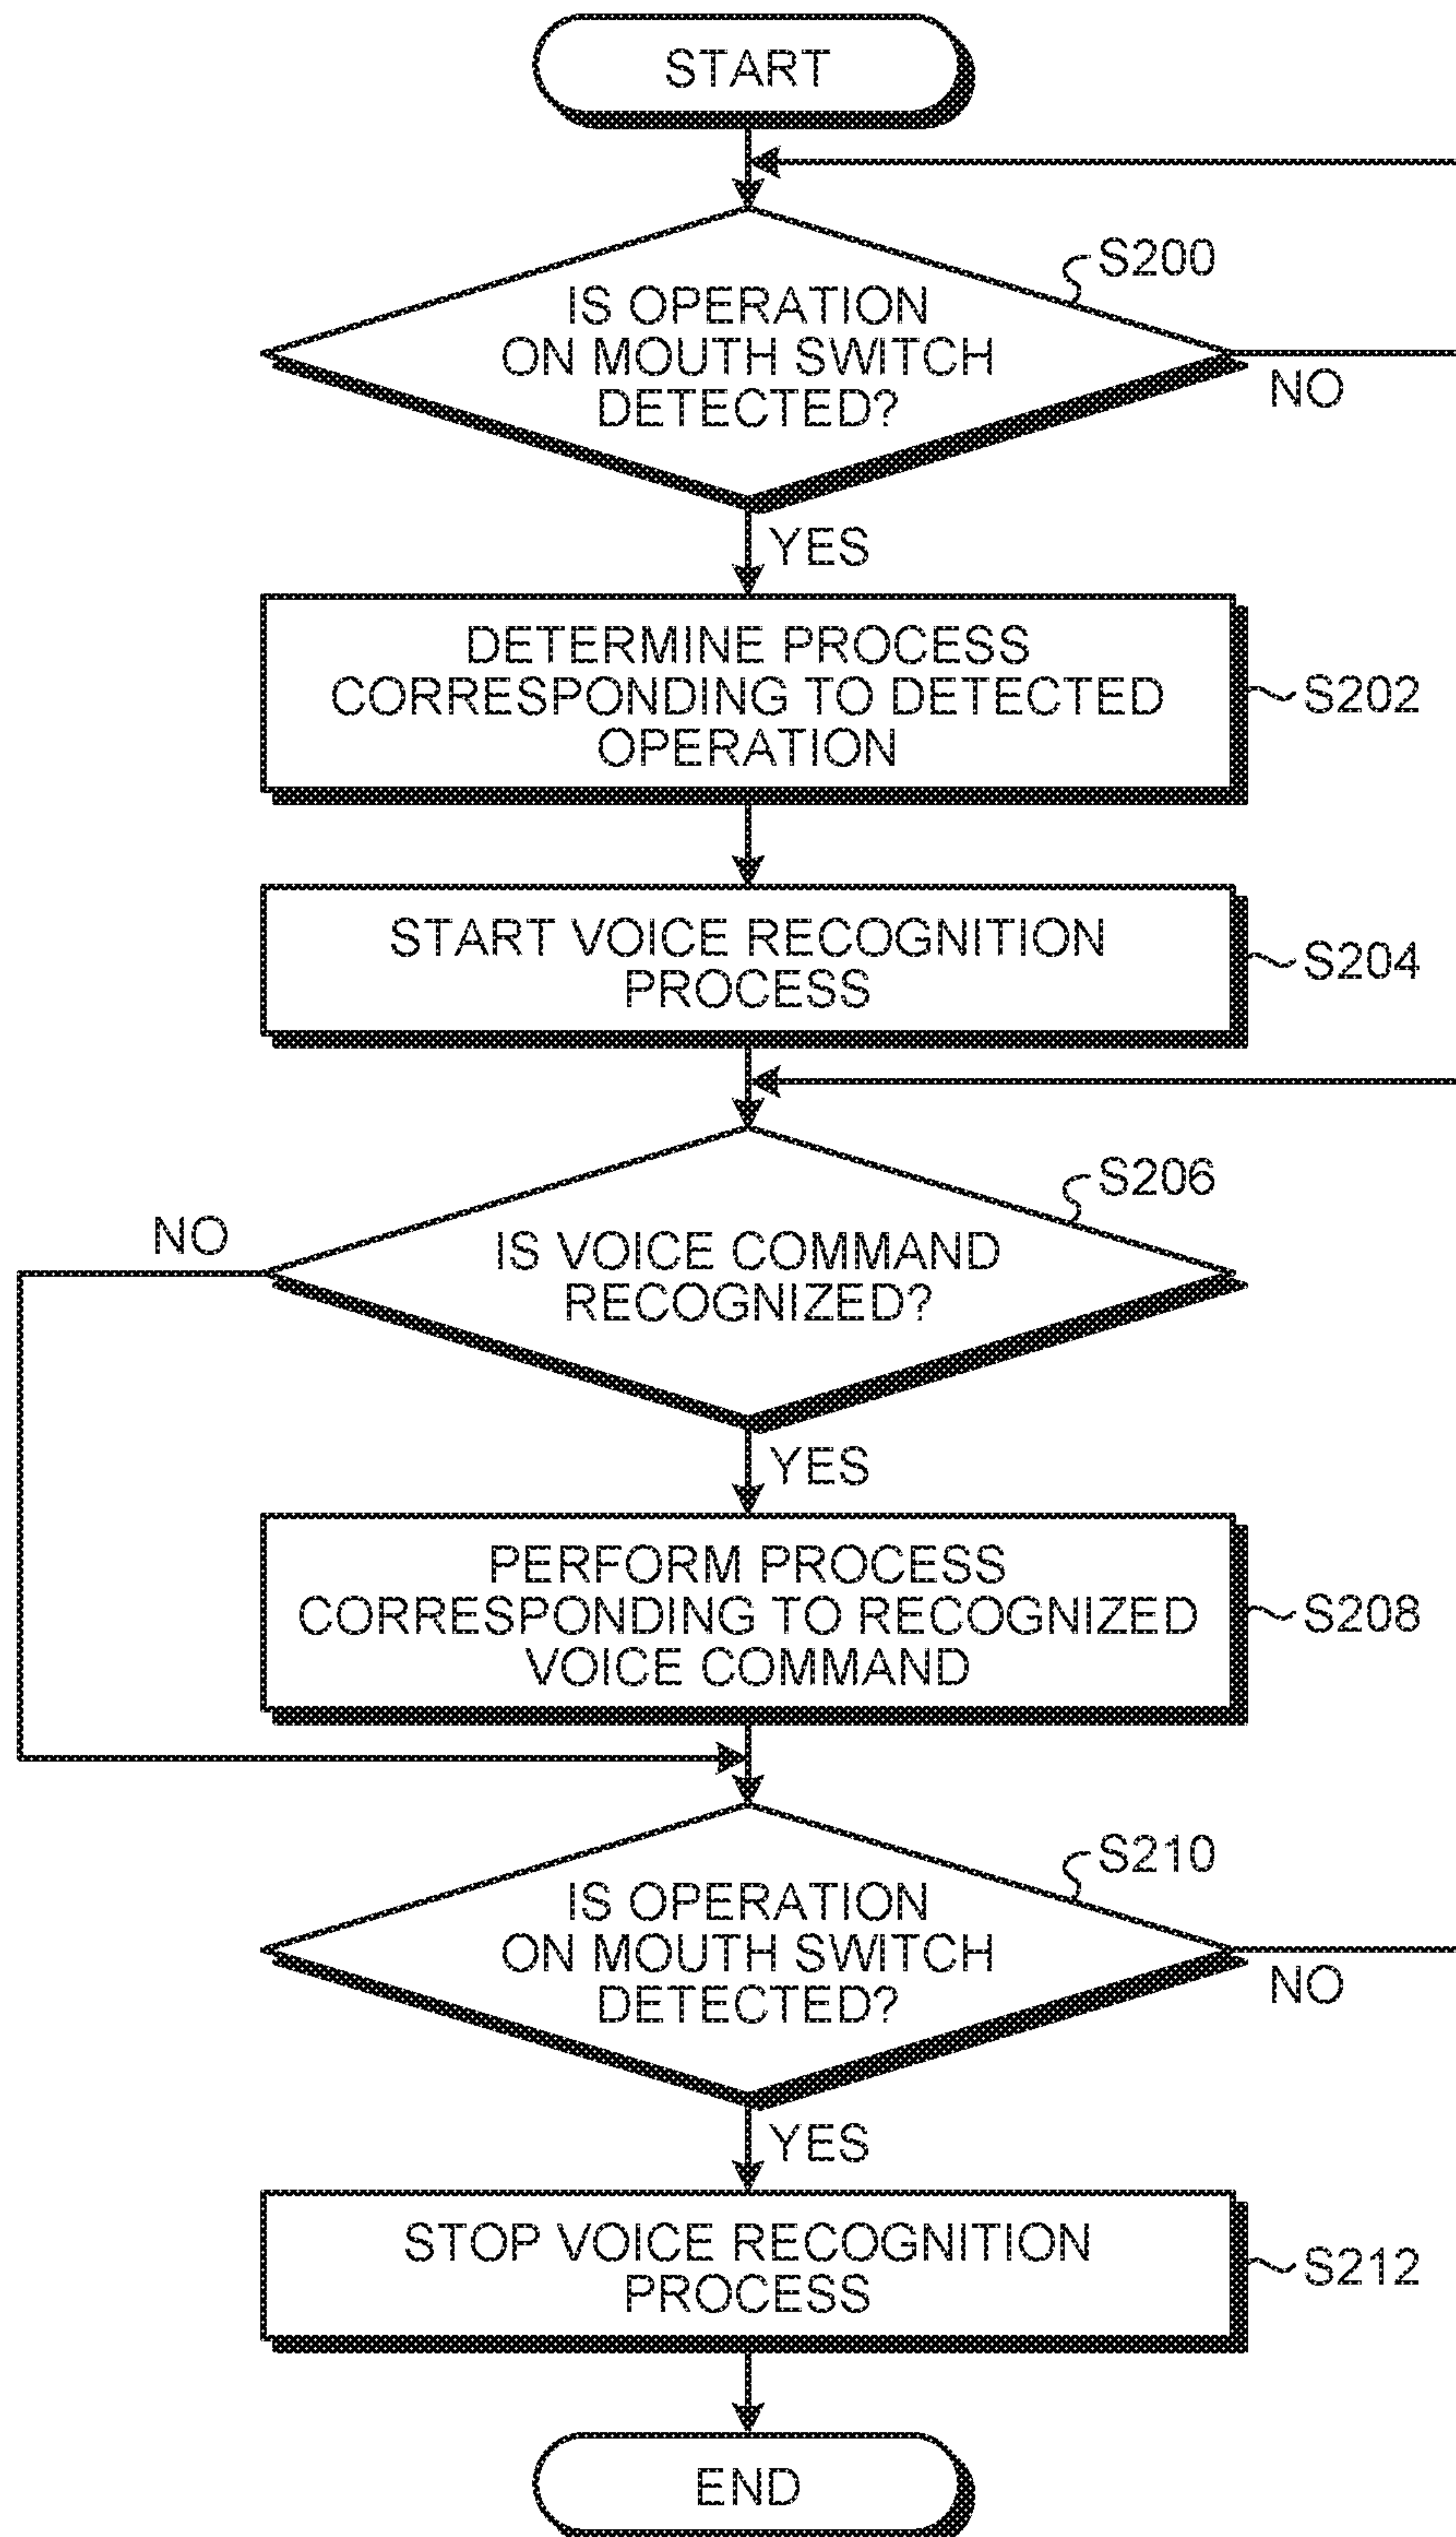 START
S200
IS OPERATION
ON MOUTH SWITCH
DETECTED?
NO
YES
DETERMINE PROCESS
CORRESPONDING TO DETECTED
OPERATION
S202
START VOICE RECOGNITION
PROCESS
S204
S206
NO
IS VOICE COMMAND
RECOGNIZED?
YES
PERFORM PROCESS
CORRESPONDING TO RECOGNIZED
VOICE COMMAND
S208
S210
IS OPERATION
ON MOUTH SWITCH
DETECTED?
NO
YES
STOP VOICE RECOGNITION
PROCESS
S212
END